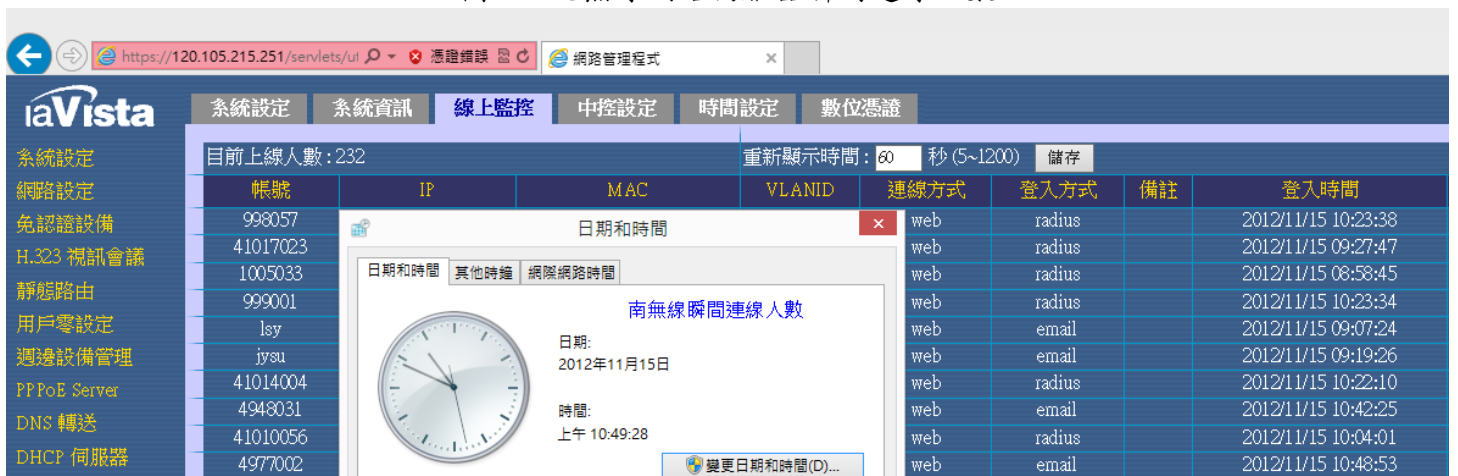 https://120.105.215.251/servlets/ut 憑證錯誤 網路管理程式
iaVista 系統設定 系統資訊 線上監控 中控設定 時間設定 數位憑證
系統設定 目前上線人數:232 重新顯示時間: 60 秒 (5~1200) 儲存
網路設定 帳號 IP MAC VLANID 連線方式 登入方式 備註 登入時間
免認證設備 998057 日期和時間 web radius 2012/11/15 10:23:38
H.323 視訊會議 41017023 web radius 2012/11/15 09:27:47
日期和時間 其他時鐘 網際網路時間
1005033 web radius 2012/11/15 08:58:45
靜態路由 999001 南無線瞬間連線人數 web radius 2012/11/15 10:23:34
用戶零設定 lsy 日期: web email 2012/11/15 09:07:24
週邊設備管理 jysu 2012年11月15日 web email 2012/11/15 09:19:26
PPPoE Server 41014004 web radius 2012/11/15 10:22:10
DNS 轉送 4948031 時間: web email 2012/11/15 10:42:25
41010056 上午 10:49:28 web radius 2012/11/15 10:04:01
DHCP 伺服器 4977002 變更日期和時間(D)... web email 2012/11/15 10:48:53